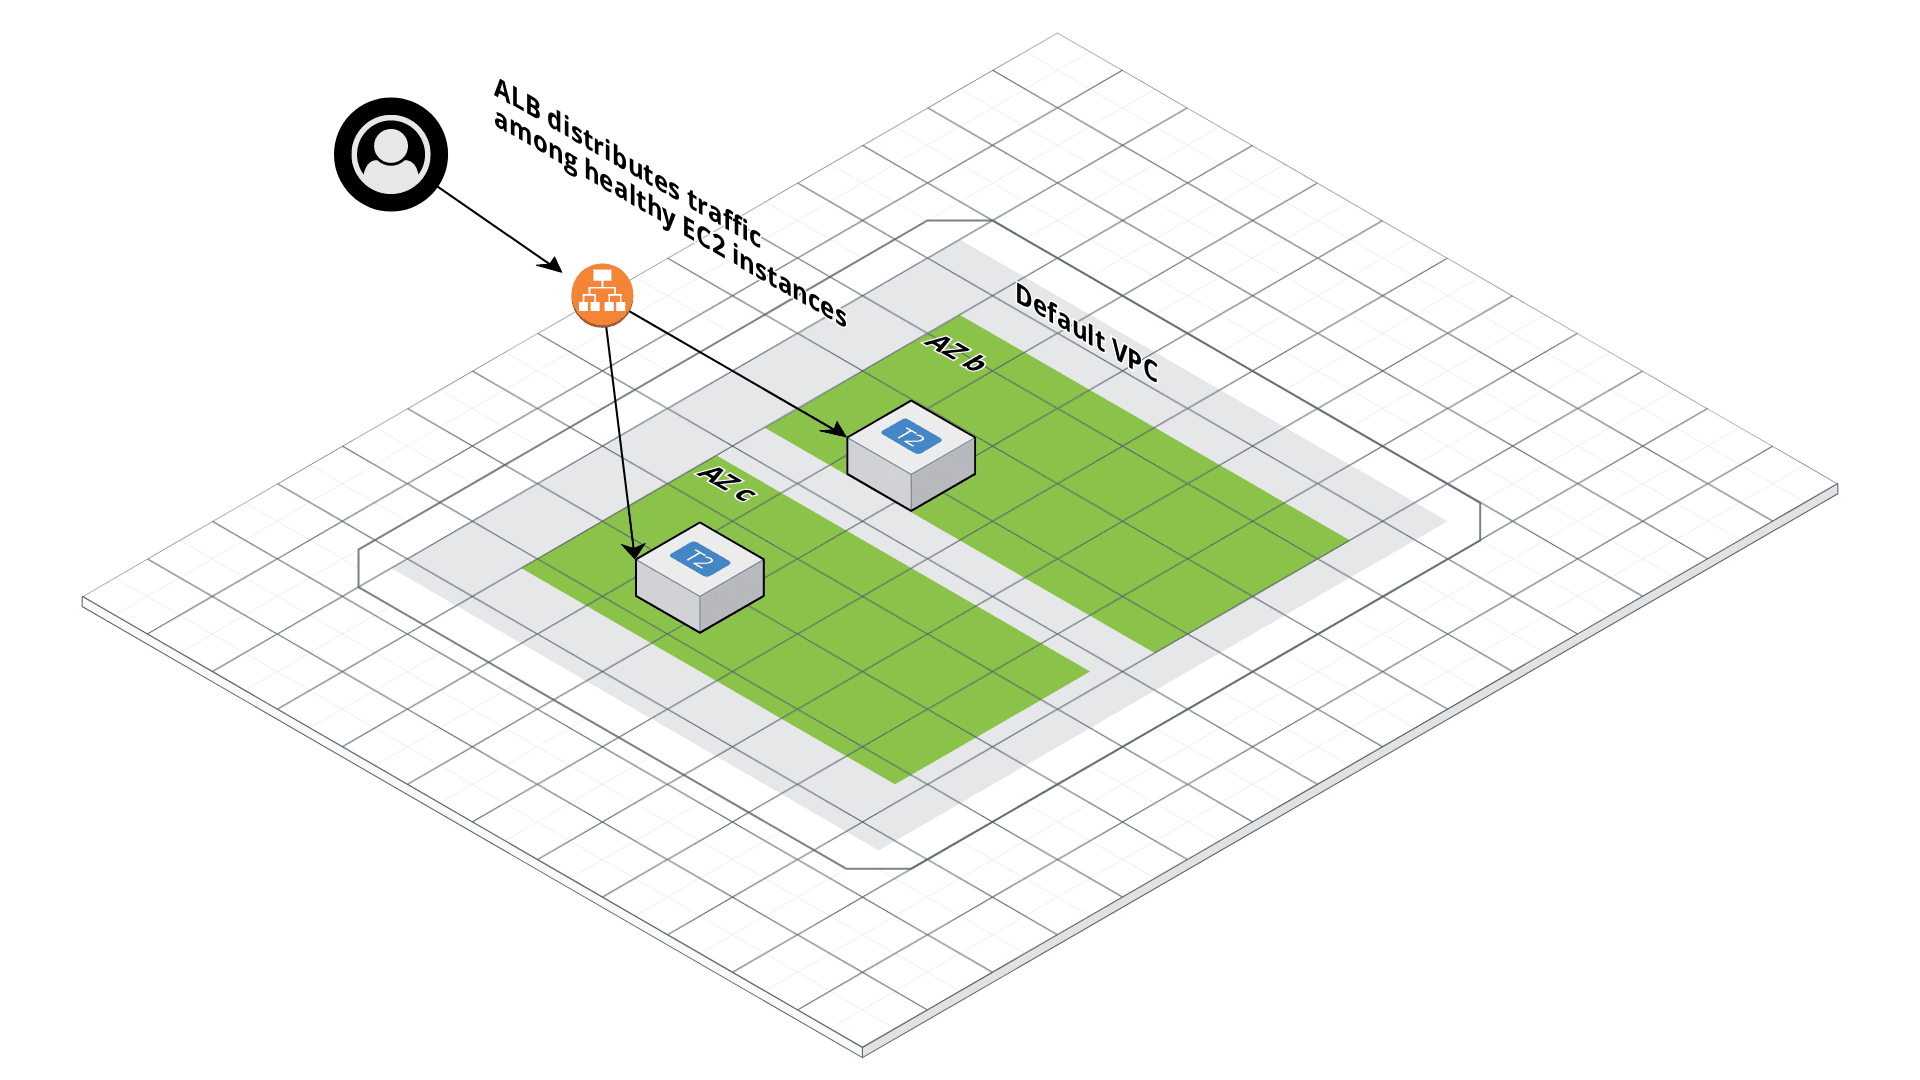 ALB distributes traffic
among healthy EC2 instances
Default VPC
AZ b
T2
AZ c
T2